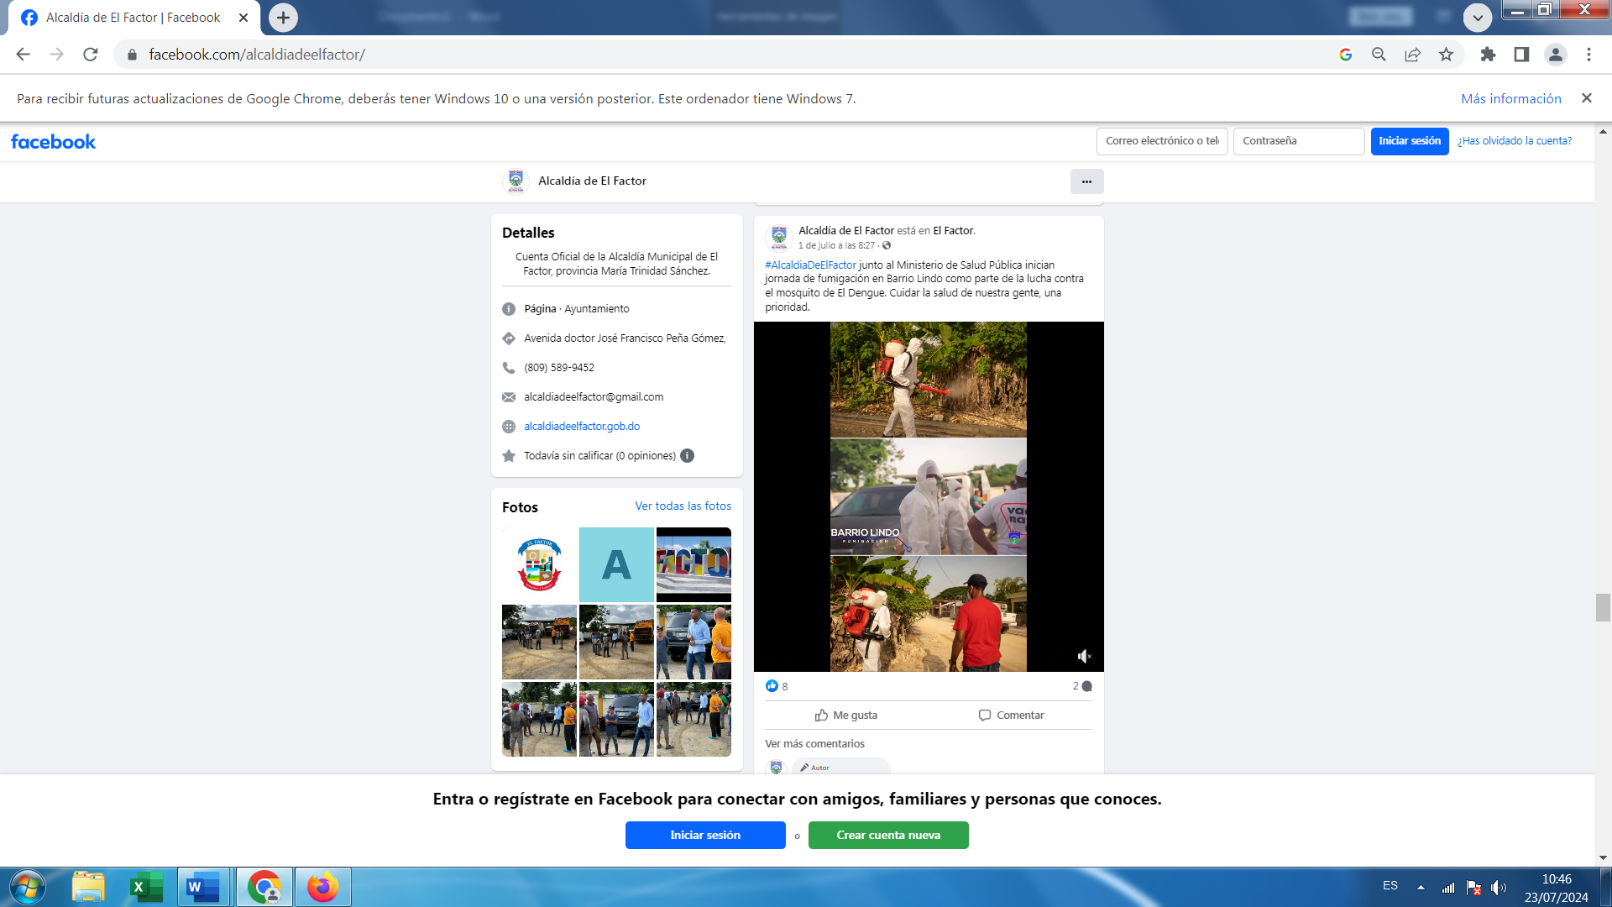 Alcaldía de El Factor | Facebook
facebook.com/alcaldiadeelfactor/
Para recibir futuras actualizaciones de Google Chrome, deberás tener Windows 10 o una versión posterior. Este ordenador tiene Windows 7.
Más información
facebook
Correo electrónico o telé
Contraseña
Iniciar sesión
¿Has olvidado la cuenta?
Alcaldía de El Factor
Detalles
Cuenta Oficial de la Alcaldía Municipal de El
Factor, provincia María Trinidad Sánchez.
Página · Ayuntamiento
Avenida doctor José Francisco Peña Gómez,
(809) 589-9452
alcaldiadeelfactor@gmail.com
alcaldiadeelfactor.gob.do
Todavía sin calificar (0 opiniones)
Fotos
Ver todas las fotos
EL FACTOR
A
FACTO
Alcaldía de El Factor está en El Factor.
1 de julio a las 8:27 ·
#AlcaldiaDeElFactor junto al Ministerio de Salud Pública inician
jornada de fumigación en Barrio Lindo como parte de la lucha contra
el mosquito de El Dengue. Cuidar la salud de nuestra gente, una
prioridad.
BARRIO LINDO
FUMIGACIÓN
8
2
Me gusta
Comentar
Ver más comentarios
Autor
Entra o regístrate en Facebook para conectar con amigos, familiares y personas que conoces.
Iniciar sesión
o
Crear cuenta nueva
ES
10:46
23/07/2024